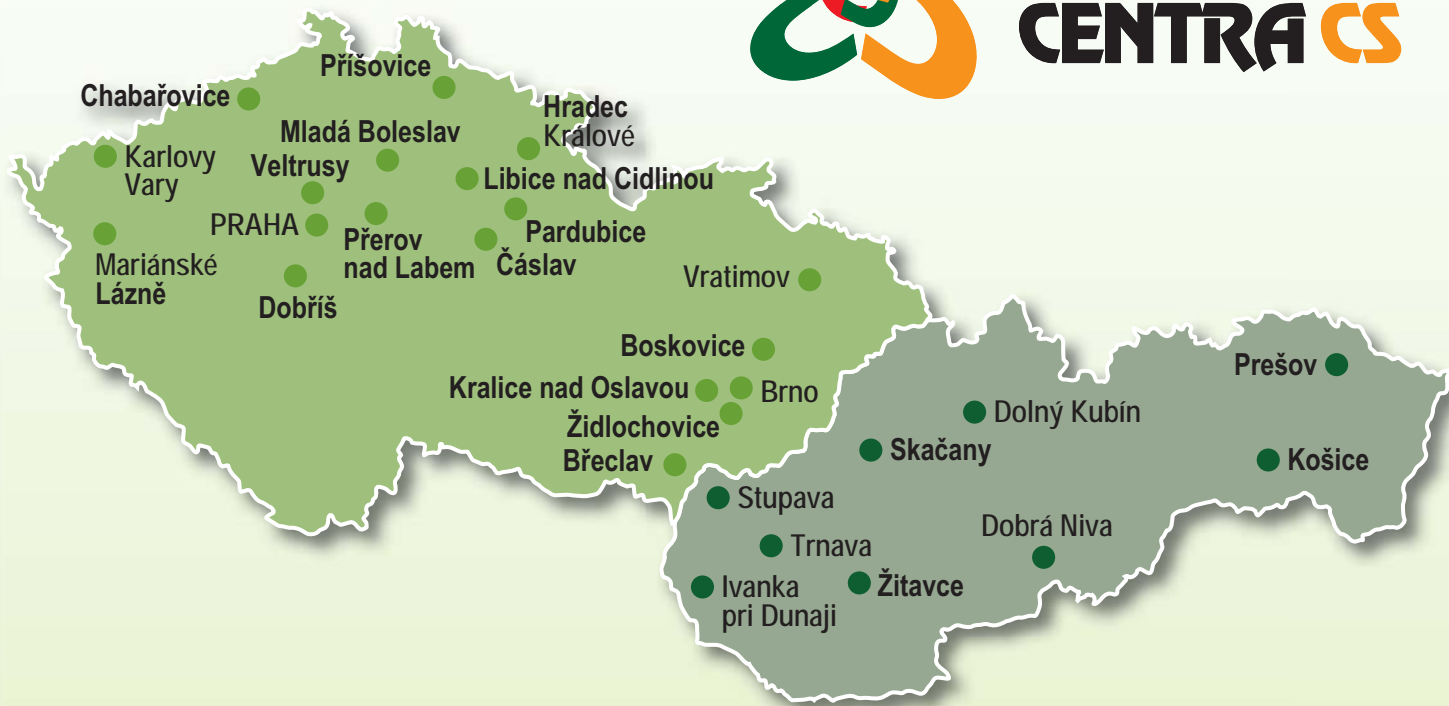 CENTRA CS
Příšovice
Chabařovice
Hradec
Králové
Mladá Boleslav
Karlovy
Vary
Veltrusy
Libice nad Cidlinou
PRAHA
Přerov
nad Labem
Pardubice
Čáslav
Mariánské
Lázně
Dobříš
Vratimov
Boskovice
Kralice nad Oslavou
Brno
Židlochovice
Břeclav
Prešov
Dolný Kubín
Skačany
Košice
Stupava
Trnava
Dobrá Niva
Ivanka
pri Dunaji
Žitavce